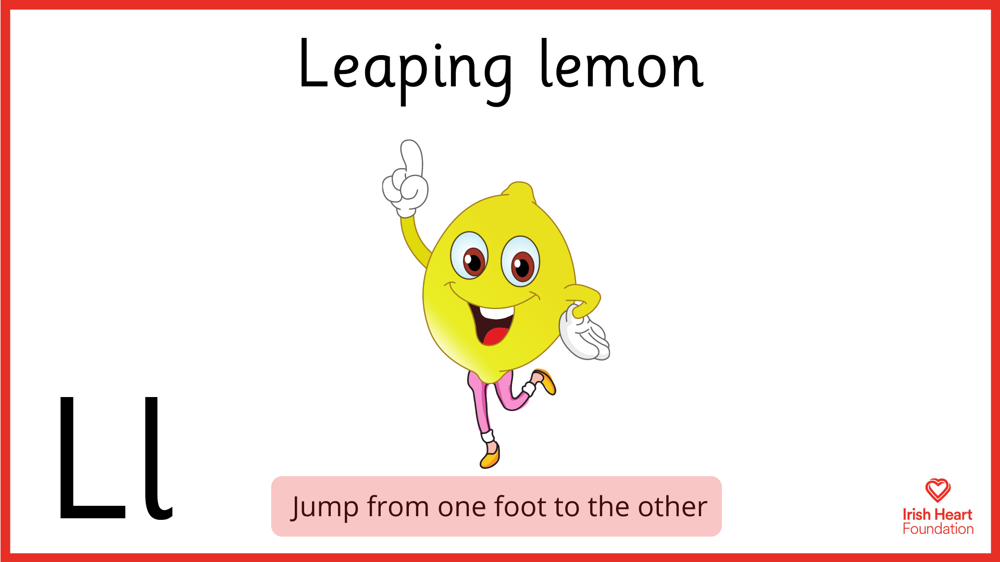 Leaping lemon
Ll
Jump from one foot to the other
Irish Heart
Foundation